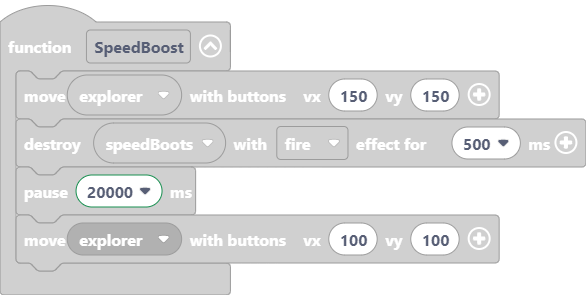 function SpeedBoost
move explorer with buttons vx 150 vy 150
destroy speedBoots with fire effect for 500 ms
pause 20000 ms
move explorer with buttons vx 100 vy 100